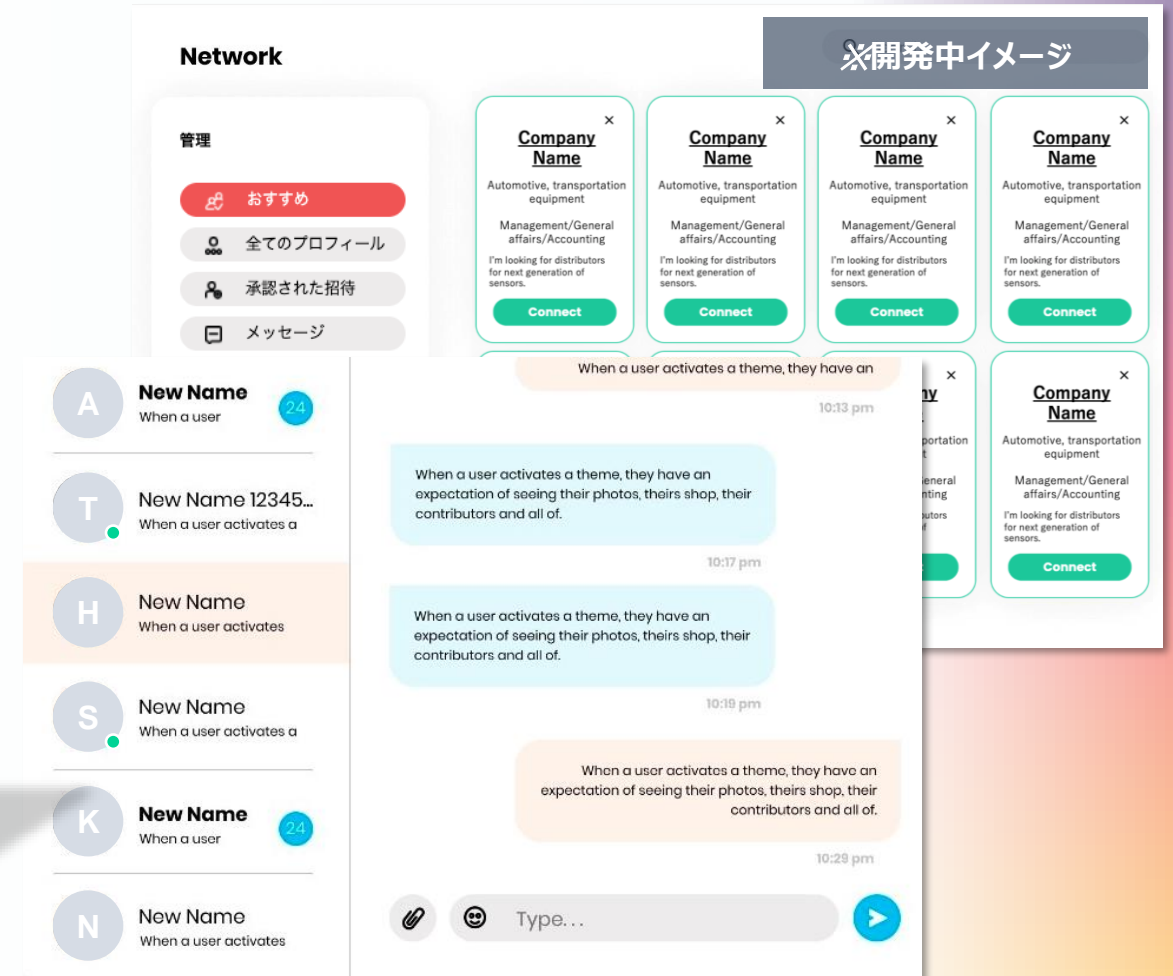 Network
※開発中イメージ
管理
おすすめ
全てのプロフィール
承認された招待
メッセージ
Company
Name
Automotive, transportation
equipment
Management/General
affairs/Accounting
I'm looking for distributors
for next generation of
sensors.
Connect
Company
Name
Automotive, transportation
equipment
Management/General
affairs/Accounting
I'm looking for distributors
for next generation of
sensors.
Connect
Company
Name
Automotive, transportation
equipment
Management/General
affairs/Accounting
I'm looking for distributors
for next generation of
sensors.
Connect
Company
Name
Automotive, transportation
equipment
Management/General
affairs/Accounting
I'm looking for distributors
for next generation of
sensors.
Connect
Company
Name
Automotive, transportation
equipment
Management/General
affairs/Accounting
I'm looking for distributors
for next generation of
sensors.
Connect
A
New Name
When a user
24
T
New Name 12345...
When a user activates a
H
New Name
When a user activates
S
New Name
When a user activates a
K
New Name
When a user
24
N
New Name
When a user activates
When a user activates a theme, they have an
10:13 pm
When a user activates a theme, they have an
expectation of seeing their photos, theirs shop, their
contributors and all of.
10:17 pm
When a user activates a theme, they have an
expectation of seeing their photos, theirs shop, their
contributors and all of.
10:19 pm
When a user activates a theme, they have an
expectation of seeing their photos, theirs shop, their
contributors and all of.
10:29 pm
Type...